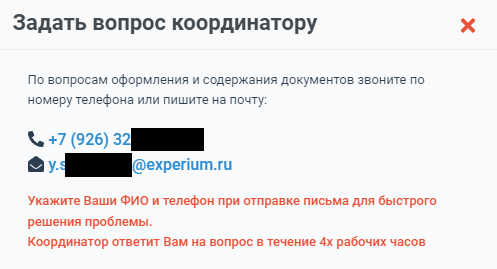 Задать вопрос координатору
По вопросам оформления и содержания документов звоните по
номеру телефона или пишите на почту:
+7 (926) 32
y.s @experium.ru
Укажите Ваши ФИО и телефон при отправке письма для быстрого
решения проблемы.
Координатор ответит Вам на вопрос в течение 4х рабочих часов